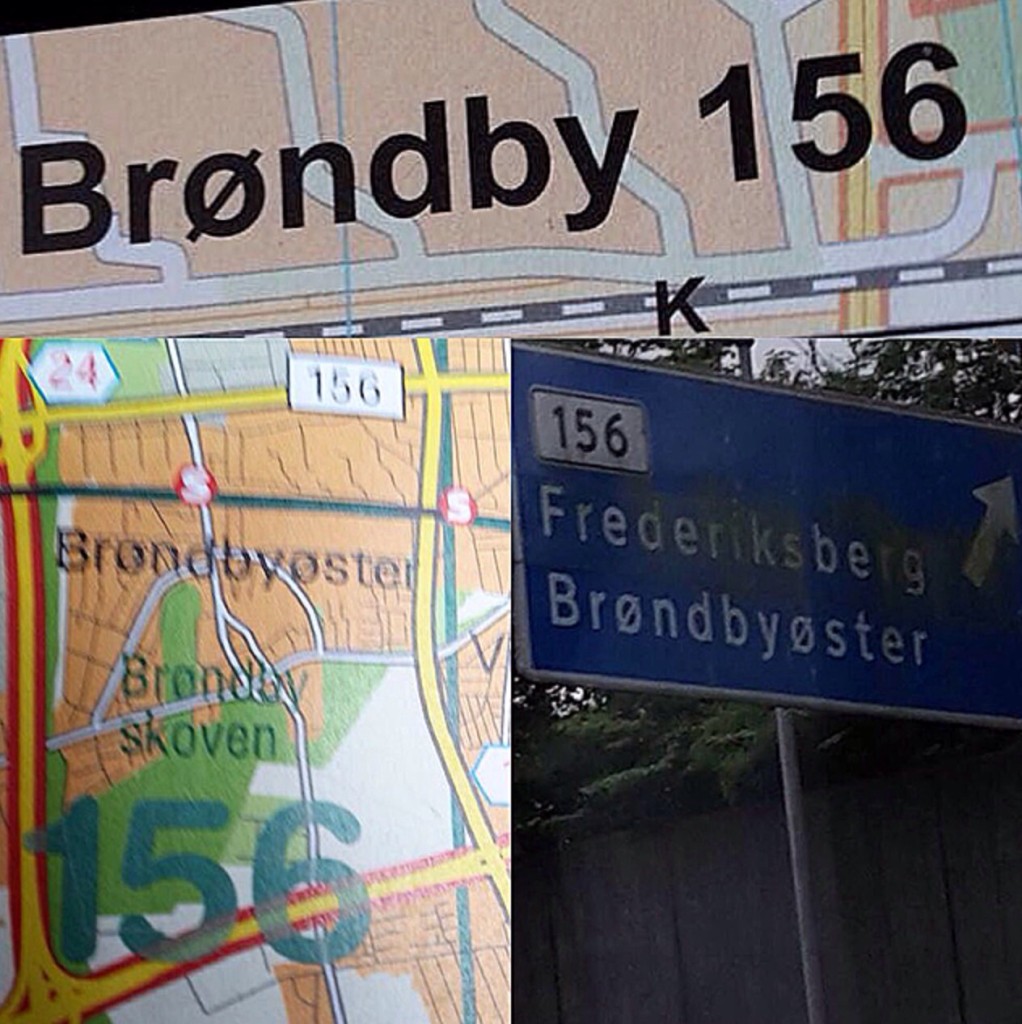 Brøndby 156
K
24
156
S
S
Brøndbyøster
Brøndby
skoven
V
156
156
Frederiksberg
Brøndbyøster